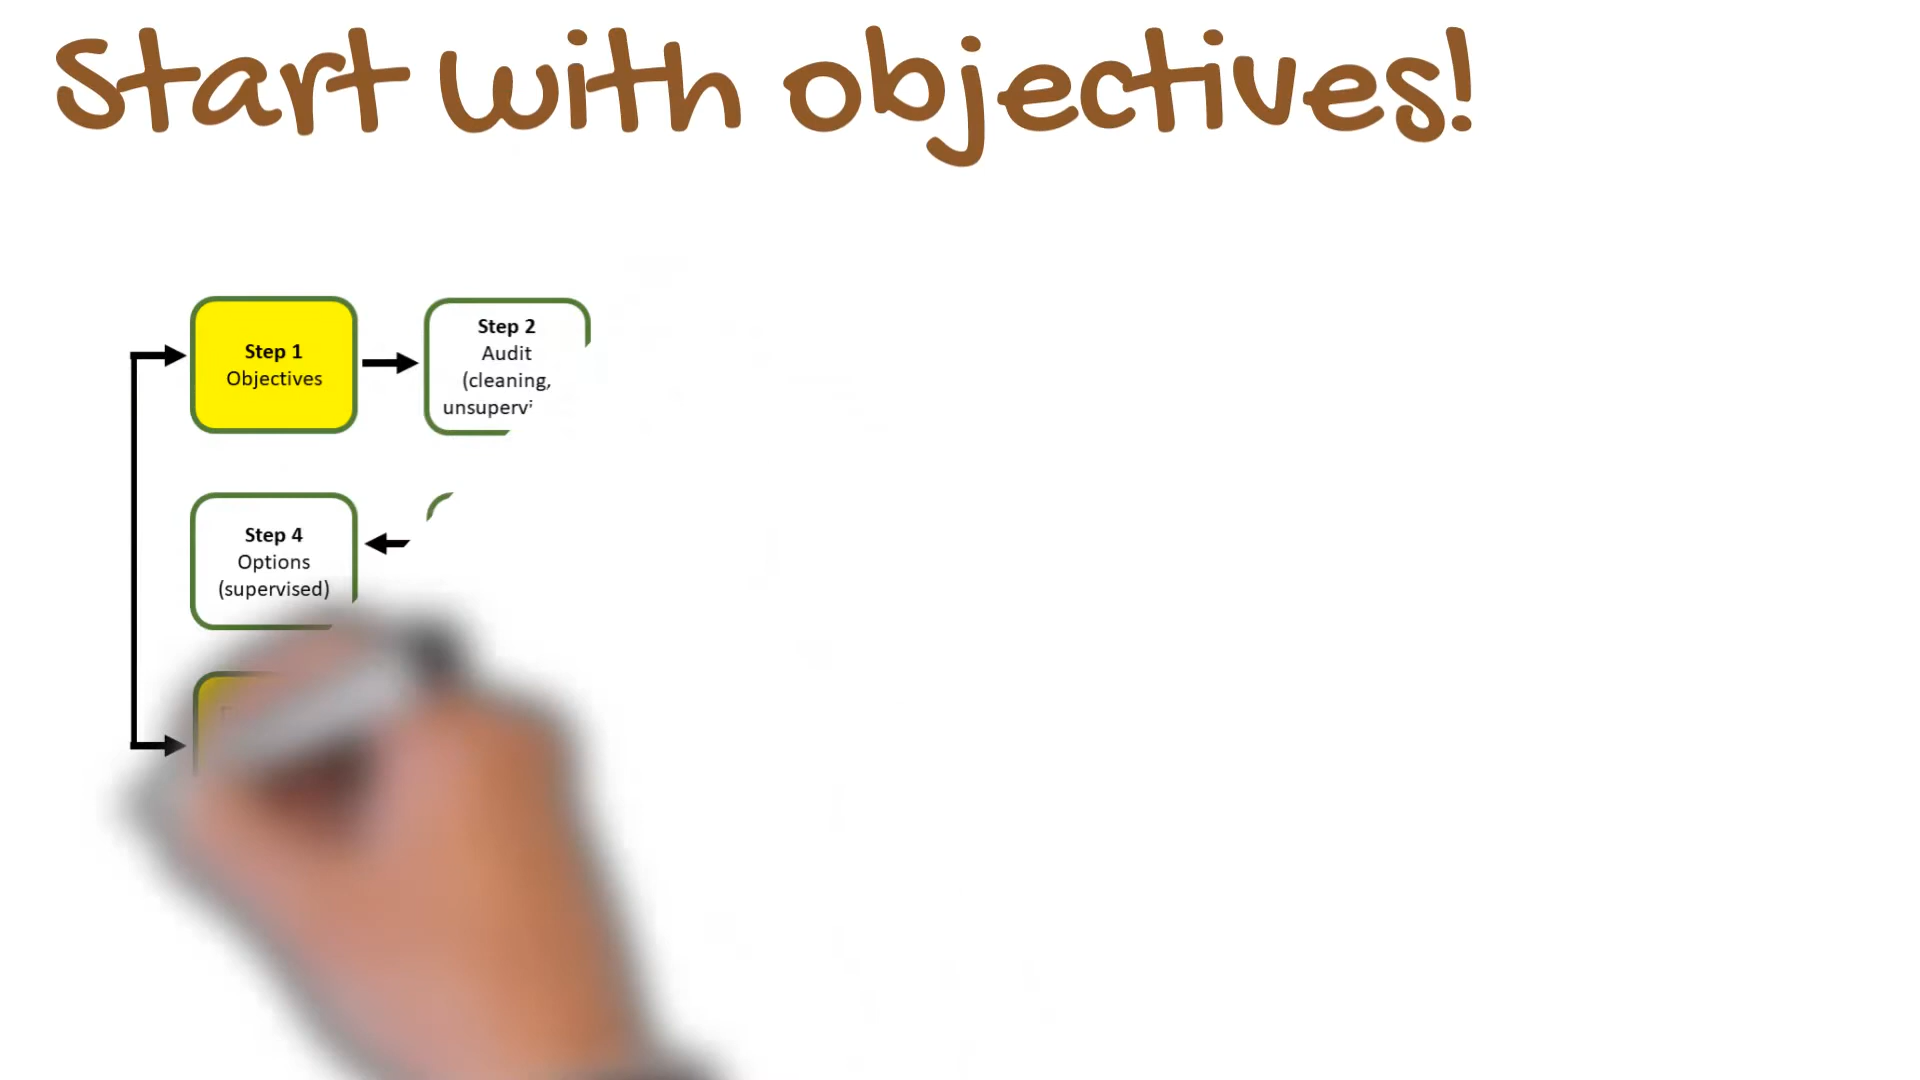 Start with objectives!
Step 1
Objectives
Step 2
Audit
(cleaning,
Step 4
Options
(supervised)